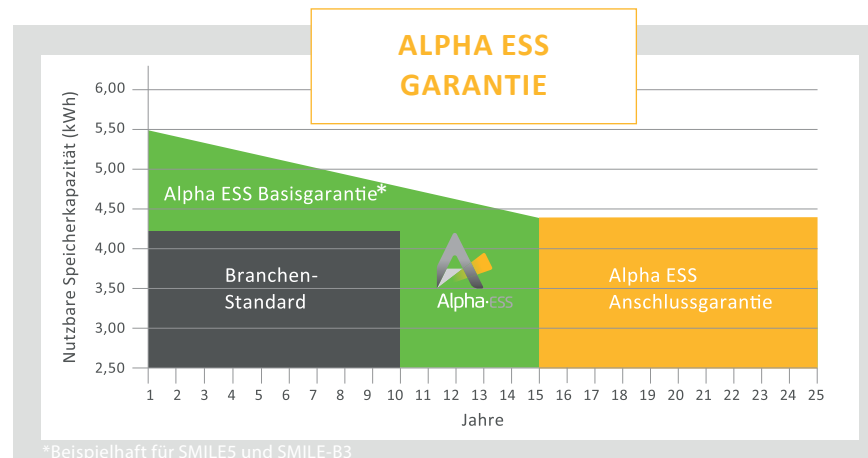 ALPHA ESS
GARANTIE
Nutzbare Speicherkapazität (kWh)
6,00
5,50
5,00
4,50
4,00
3,50
3,00
2,50
Alpha ESS Basisgarantie*
Branchen-
Standard
Alpha·ESS
Alpha ESS
Anschlussgarantie
1 2 3 4 5 6 7 8 9 10 11 12 13 14 15 16 17 18 19 20 21 22 23 24 25
Jahre
*Beispielhaft für SMILE5 und SMILE-B3